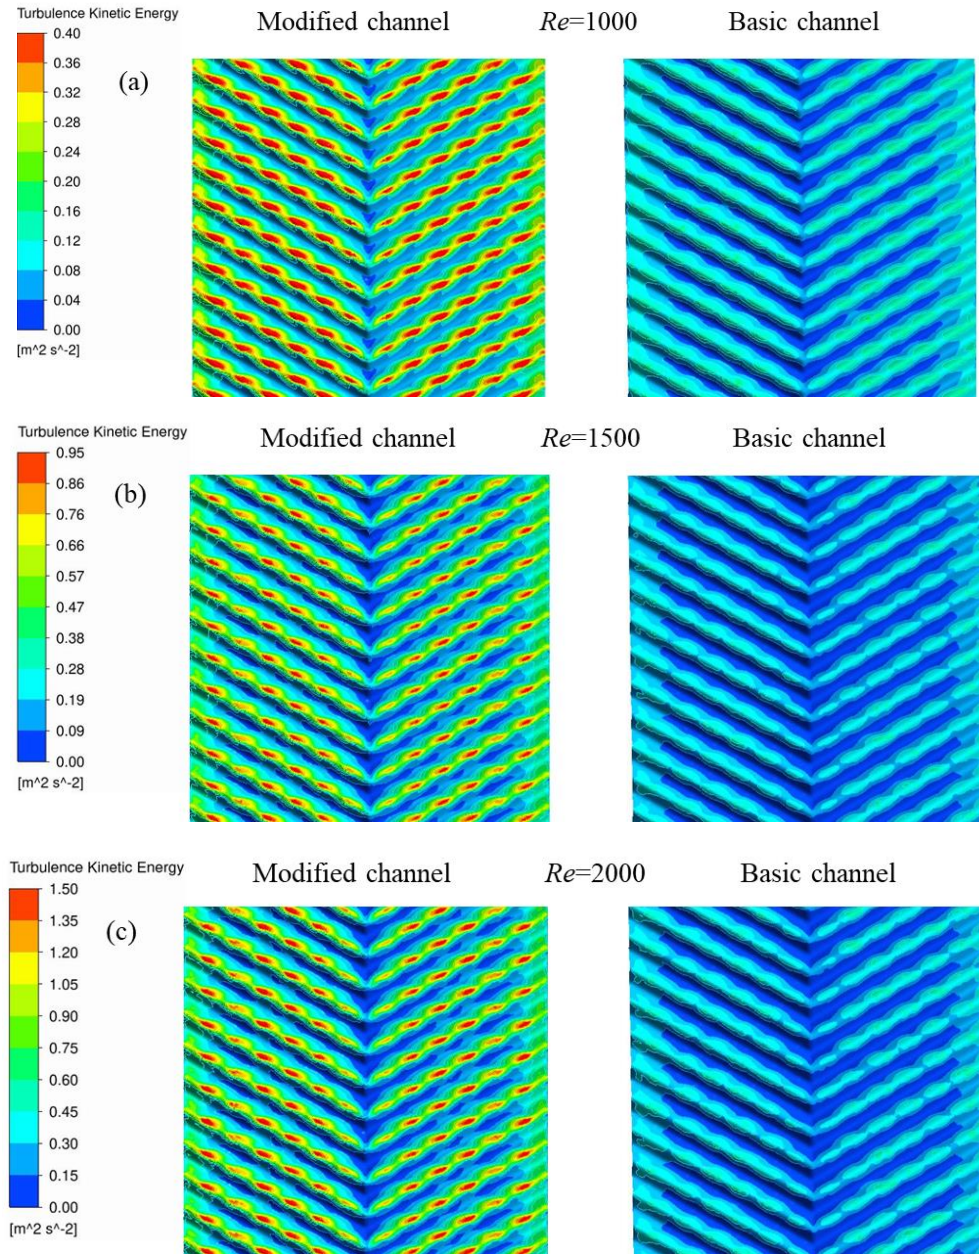 Turbulence Kinetic Energy
Modified channel Re=1000 Basic channel
(a)
0.40
0.36
0.32
0.28
0.24
0.20
0.16
0.12
0.08
0.04
0.00
[m^2 s^-2]
Turbulence Kinetic Energy
Modified channel Re=1500 Basic channel
(b)
0.95
0.86
0.76
0.66
0.57
0.47
0.38
0.28
0.19
0.09
0.00
[m^2 s^-2]
Turbulence Kinetic Energy
Modified channel Re=2000 Basic channel
(c)
1.50
1.35
1.20
1.05
0.90
0.75
0.60
0.45
0.30
0.15
0.00
[m^2 s^-2]